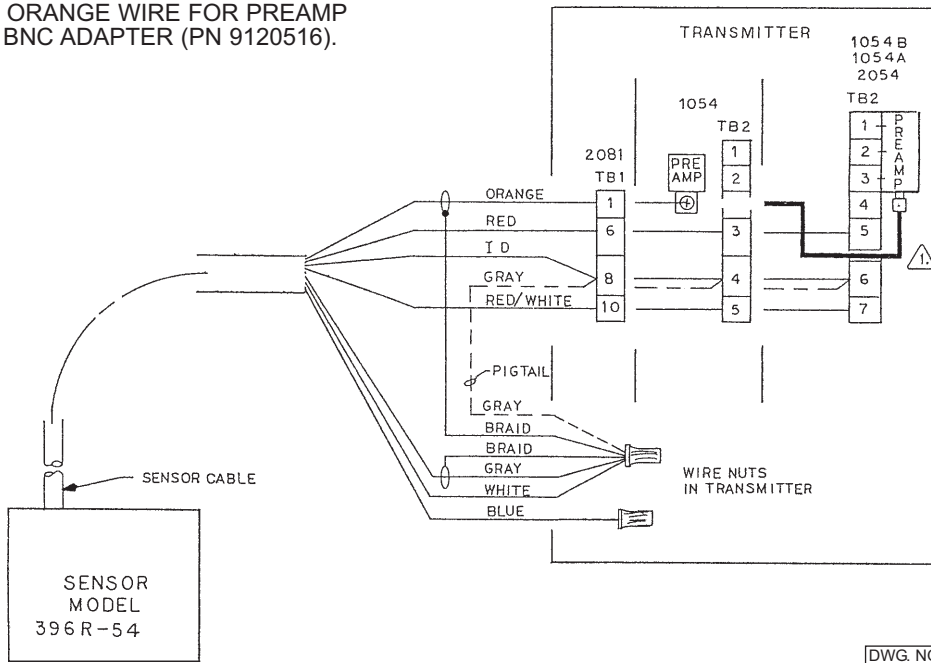 ORANGE WIRE FOR PREAMP
BNC ADAPTER (PN 9120516).
TRANSMITTER
1054B
1054A
2054
TB2
1
2
3
4
5
6
7
PREAMP
1.
1054
TB2
1
2
3
4
5
PRE
AMP
2081
TB1
1
6
8
10
ORANGE
RED
ID
GRAY
RED/WHITE
PIGTAIL
GRAY
BRAID
BRAID
GRAY
WHITE
BLUE
WIRE NUTS
IN TRANSMITTER
SENSOR CABLE
SENSOR
MODEL
396R-54
DWG. NO